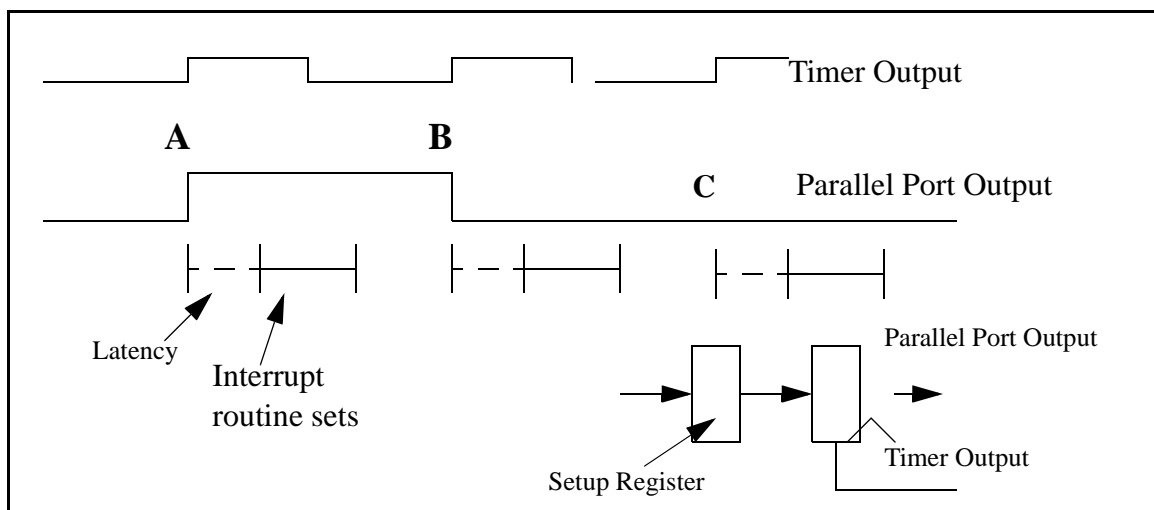 Timer Output
A
B
C
Parallel Port Output
Latency
Interrupt
routine sets
Parallel Port Output
Setup Register
Timer Output